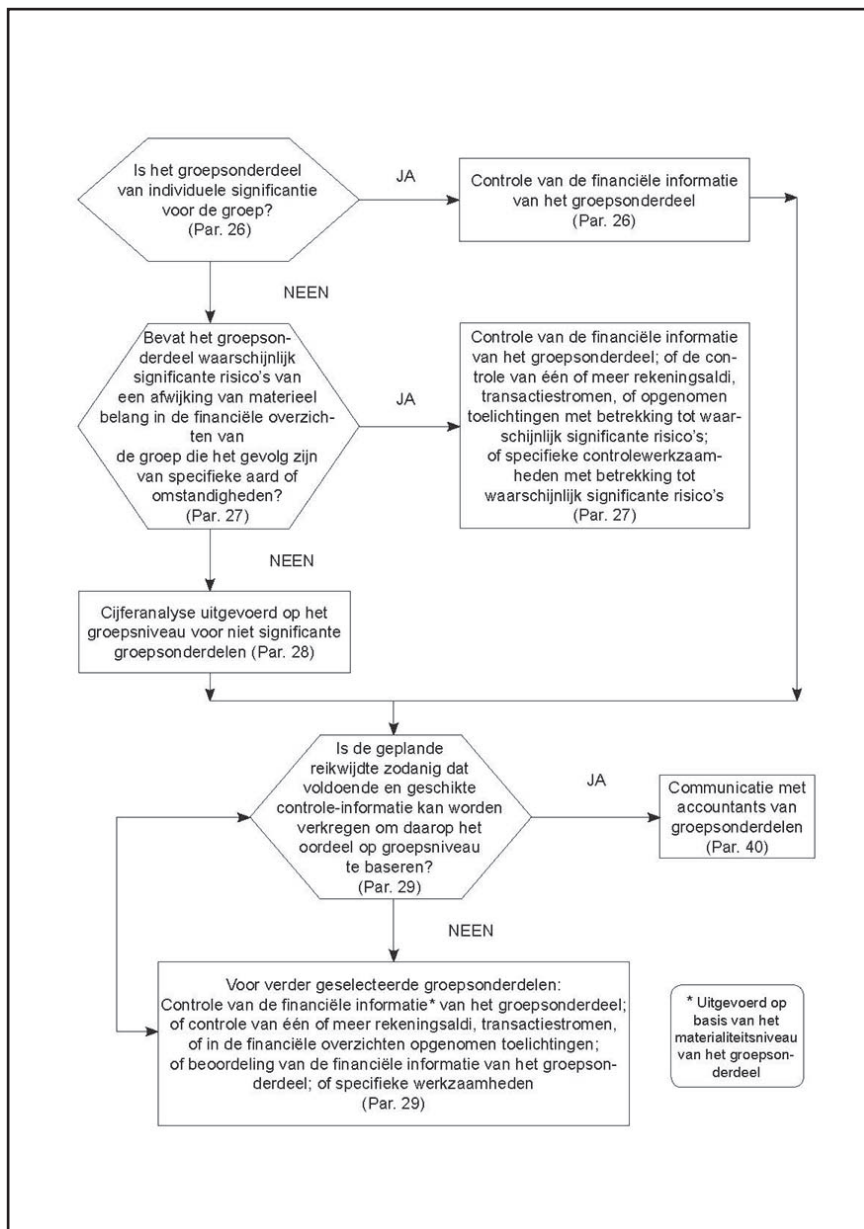 Is het groepsonderdeel
van individuele significantie
voor de groep?
(Par. 26)
JA
Controle van de financiële informatie
van het groepsonderdeel
(Par. 26)
NEEN
Bevat het groepson-
derdeel waarschijnlijk
significante risico’s van
een afwijking van materieel
belang in de financiële overzich-
ten van
de groep die het gevolg zijn
van specifieke aard of
omstandigheden?
(Par. 27)
JA
Controle van de financiële informatie
van het groepsonderdeel; of de con-
trole van één of meer rekeningsaldi,
transactiestromen, of opgenomen
toelichtingen met betrekking tot waar-
schijnlijk significante risico’s;
of specifieke controlewerkzaam-
heden met betrekking tot
waarschijnlijk significante risico’s
(Par. 27)
NEEN
Cijferanalyse uitgevoerd op het
groepsniveau voor niet significante
groepsonderdelen (Par. 28)
Is de geplande
reikwijdte zodanig dat
voldoende en geschikte
controle-informatie kan worden
verkregen om daarop het
oordeel op groepsniveau
te baseren?
(Par. 29)
JA
Communicatie met
accountants van
groepsonderdelen
(Par. 40)
NEEN
Voor verder geselecteerde groepsonderdelen:
Controle van de financiële informatie* van het groepsonderdeel;
of controle van één of meer rekeningsaldi, transactiestromen,
of in de financiële overzichten opgenomen toelichtingen;
of beoordeling van de financiële informatie van het groepson-
derdeel; of specifieke werkzaamheden
(Par. 29)
* Uitgevoerd op
basis van het
materialiteitsniveau
van het groepson-
derdeel